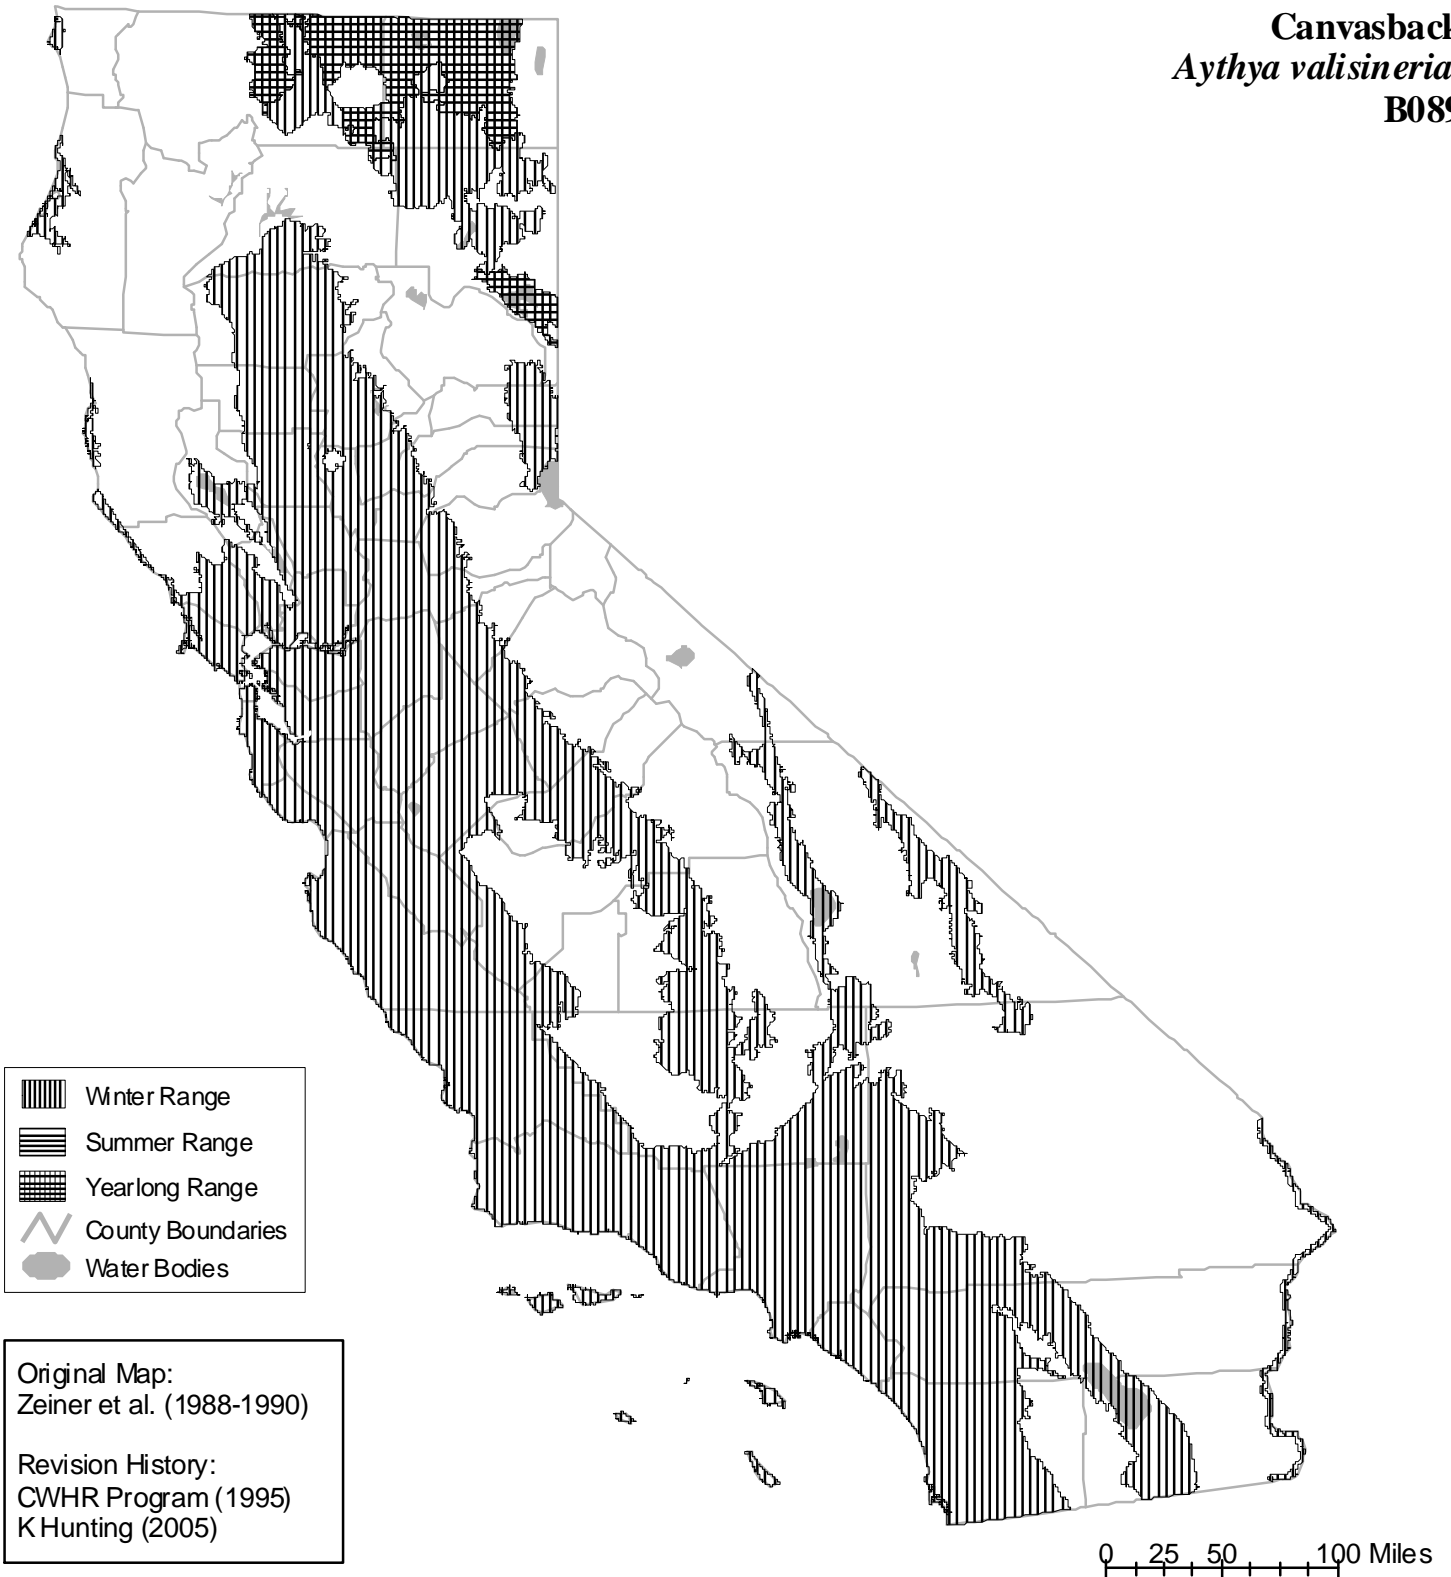 Canvasback
Aythya valisineria
B089
Winter Range
Summer Range
Yearlong Range
County Boundaries
Water Bodies
Original Map:
Zeiner et al. (1988-1990)
Revision History:
CWHR Program (1995)
K Hunting (2005)
0 25 50 100 Miles